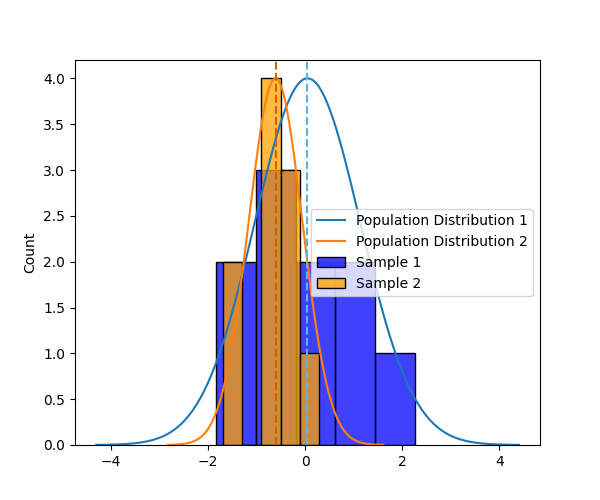 4.0
3.5
3.0
2.5
2.0
1.5
1.0
0.5
0.0
Count
Population Distribution 1
Population Distribution 2
Sample 1
Sample 2
−4 −2 0 2 4